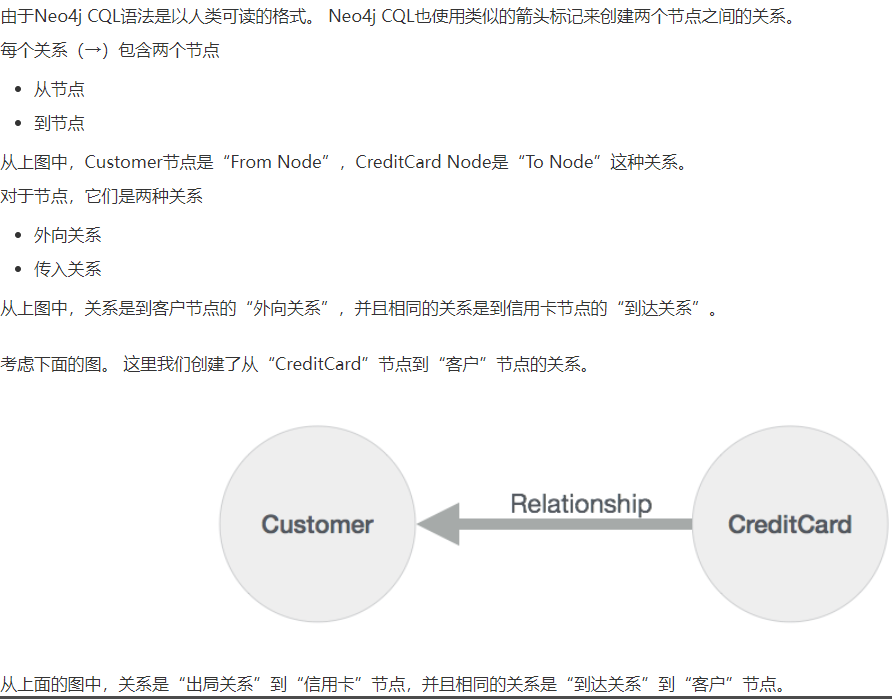 由于Neo4j CQL语法是以人类可读的格式。 Neo4j CQL也使用类似的箭头标记来创建两个节点之间的关系。
每个关系（→）包含两个节点
• 从节点
• 到节点
从上图中，Customer节点是“From Node”，CreditCard Node是“To Node”这种关系。
对于节点，它们是两种关系
• 外向关系
• 传入关系
从上图中，关系是到客户节点的“外向关系”，并且相同的关系是到信用卡节点的“到达关系”。
考虑下面的图。 这里我们创建了从“CreditCard”节点到“客户”节点的关系。
Relationship
Customer
CreditCard
从上面的图中，关系是“出局关系”到“信用卡”节点，并且相同的关系是“到达关系”到“客户”节点。